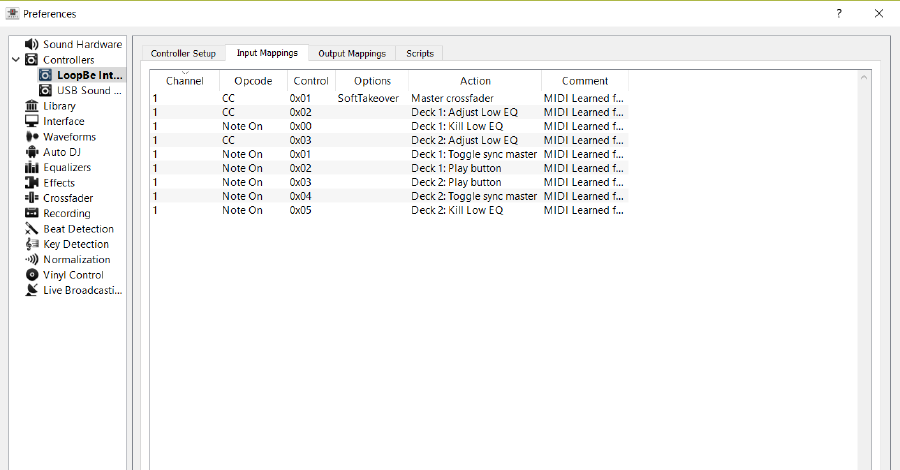 Preferences
? ×
Sound Hardware
Controllers
LoopBe Int...
USB Sound ...
Library
Interface
Waveforms
Auto DJ
Equalizers
Effects
Crossfader
Recording
Beat Detection
Key Detection
Normalization
Vinyl Control
Live Broadcasti...
Controller Setup Input Mappings Output Mappings Scripts
Channel Opcode Control Options Action Comment
1 CC 0x01 SoftTakeover Master crossfader MIDI Learned f...
1 CC 0x02 Deck 1: Adjust Low EQ MIDI Learned f...
1 Note On 0x00 Deck 1: Kill Low EQ MIDI Learned f...
1 CC 0x03 Deck 2: Adjust Low EQ MIDI Learned f...
1 Note On 0x01 Deck 1: Toggle sync master MIDI Learned f...
1 Note On 0x02 Deck 1: Play button MIDI Learned f...
1 Note On 0x03 Deck 2: Play button MIDI Learned f...
1 Note On 0x04 Deck 2: Toggle sync master MIDI Learned f...
1 Note On 0x05 Deck 2: Kill Low EQ MIDI Learned f...